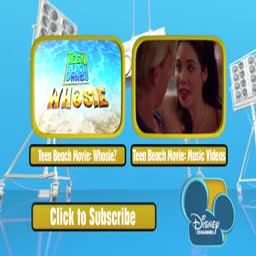 TEEN
BEACH
MOVIE
WHOSIE
Teen Beach Movie: Whosie?
Teen Beach Movie: Music Videos
Click to Subscribe
Disney
CHANNEL